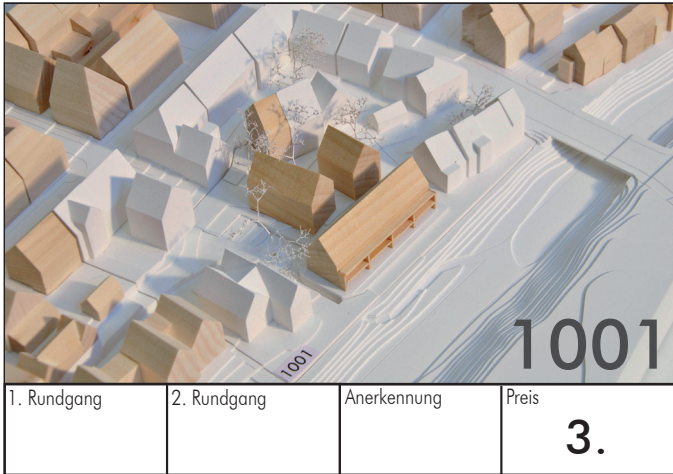 1001
1001
1. Rundgang
2. Rundgang
Anerkennung
Preis
3.